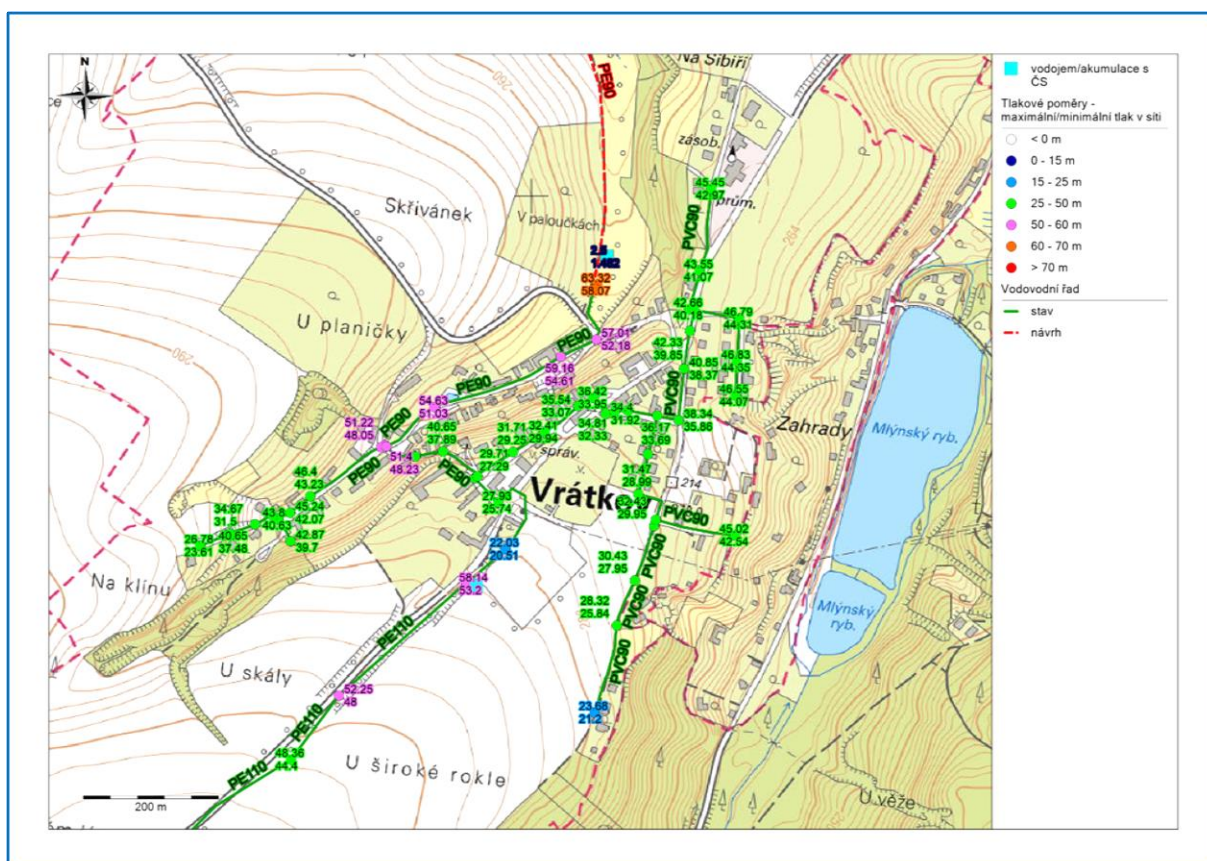 N
Na Sibiři
PE90
zásob.
vodojem/akumulace s
ČS
Tlakové poměry -
maximální/minimální tlak v síti
< 0 m
0 - 15 m
15 - 25 m
25 - 50 m
50 - 60 m
60 - 70 m
> 70 m
Vodovodní řad
stav
návrh
260
Skřivánek
V paloučkách
45.45
42.97
prům.
PVC90
264
63.32
58.07
43.55
41.07
U planičky
290
42.66
40.18
46.79
44.31
57.01
52.18
PE90
59.16
54.61
42.33
39.85
40.85
38.37
46.83
44.35
46.55
44.07
PVC90
54.63
51.03
35.54
33.07
36.42
33.95
34.4
31.92
38.34
35.86
Zahrady
Mlýnský ryb.
51.22
48.05
PE90
40.65
37.89
31.71
29.25
32.41
29.94
34.81
32.33
36.17
33.69
51.4
48.23
PE90
29.71
27.29
správ.
31.47
28.99
214
46.4
43.23
PE90
27.93
25.74
29.95
PVC90
34.67
31.5
43.8
40.63
45.24
42.07
42.87
39.7
26.78
23.61
40.65
37.48
22.03
20.51
45.02
42.54
30.43
27.95
PVC90
Na klínu
58.14
53.2
28.32
25.84
PVC90
Mlýnský
ryb.
PE110
U skály
52.25
48
PVC90
23.68
21.2
PE110
48.36
44.4
PE110
U široké rokle
U věže
200 m